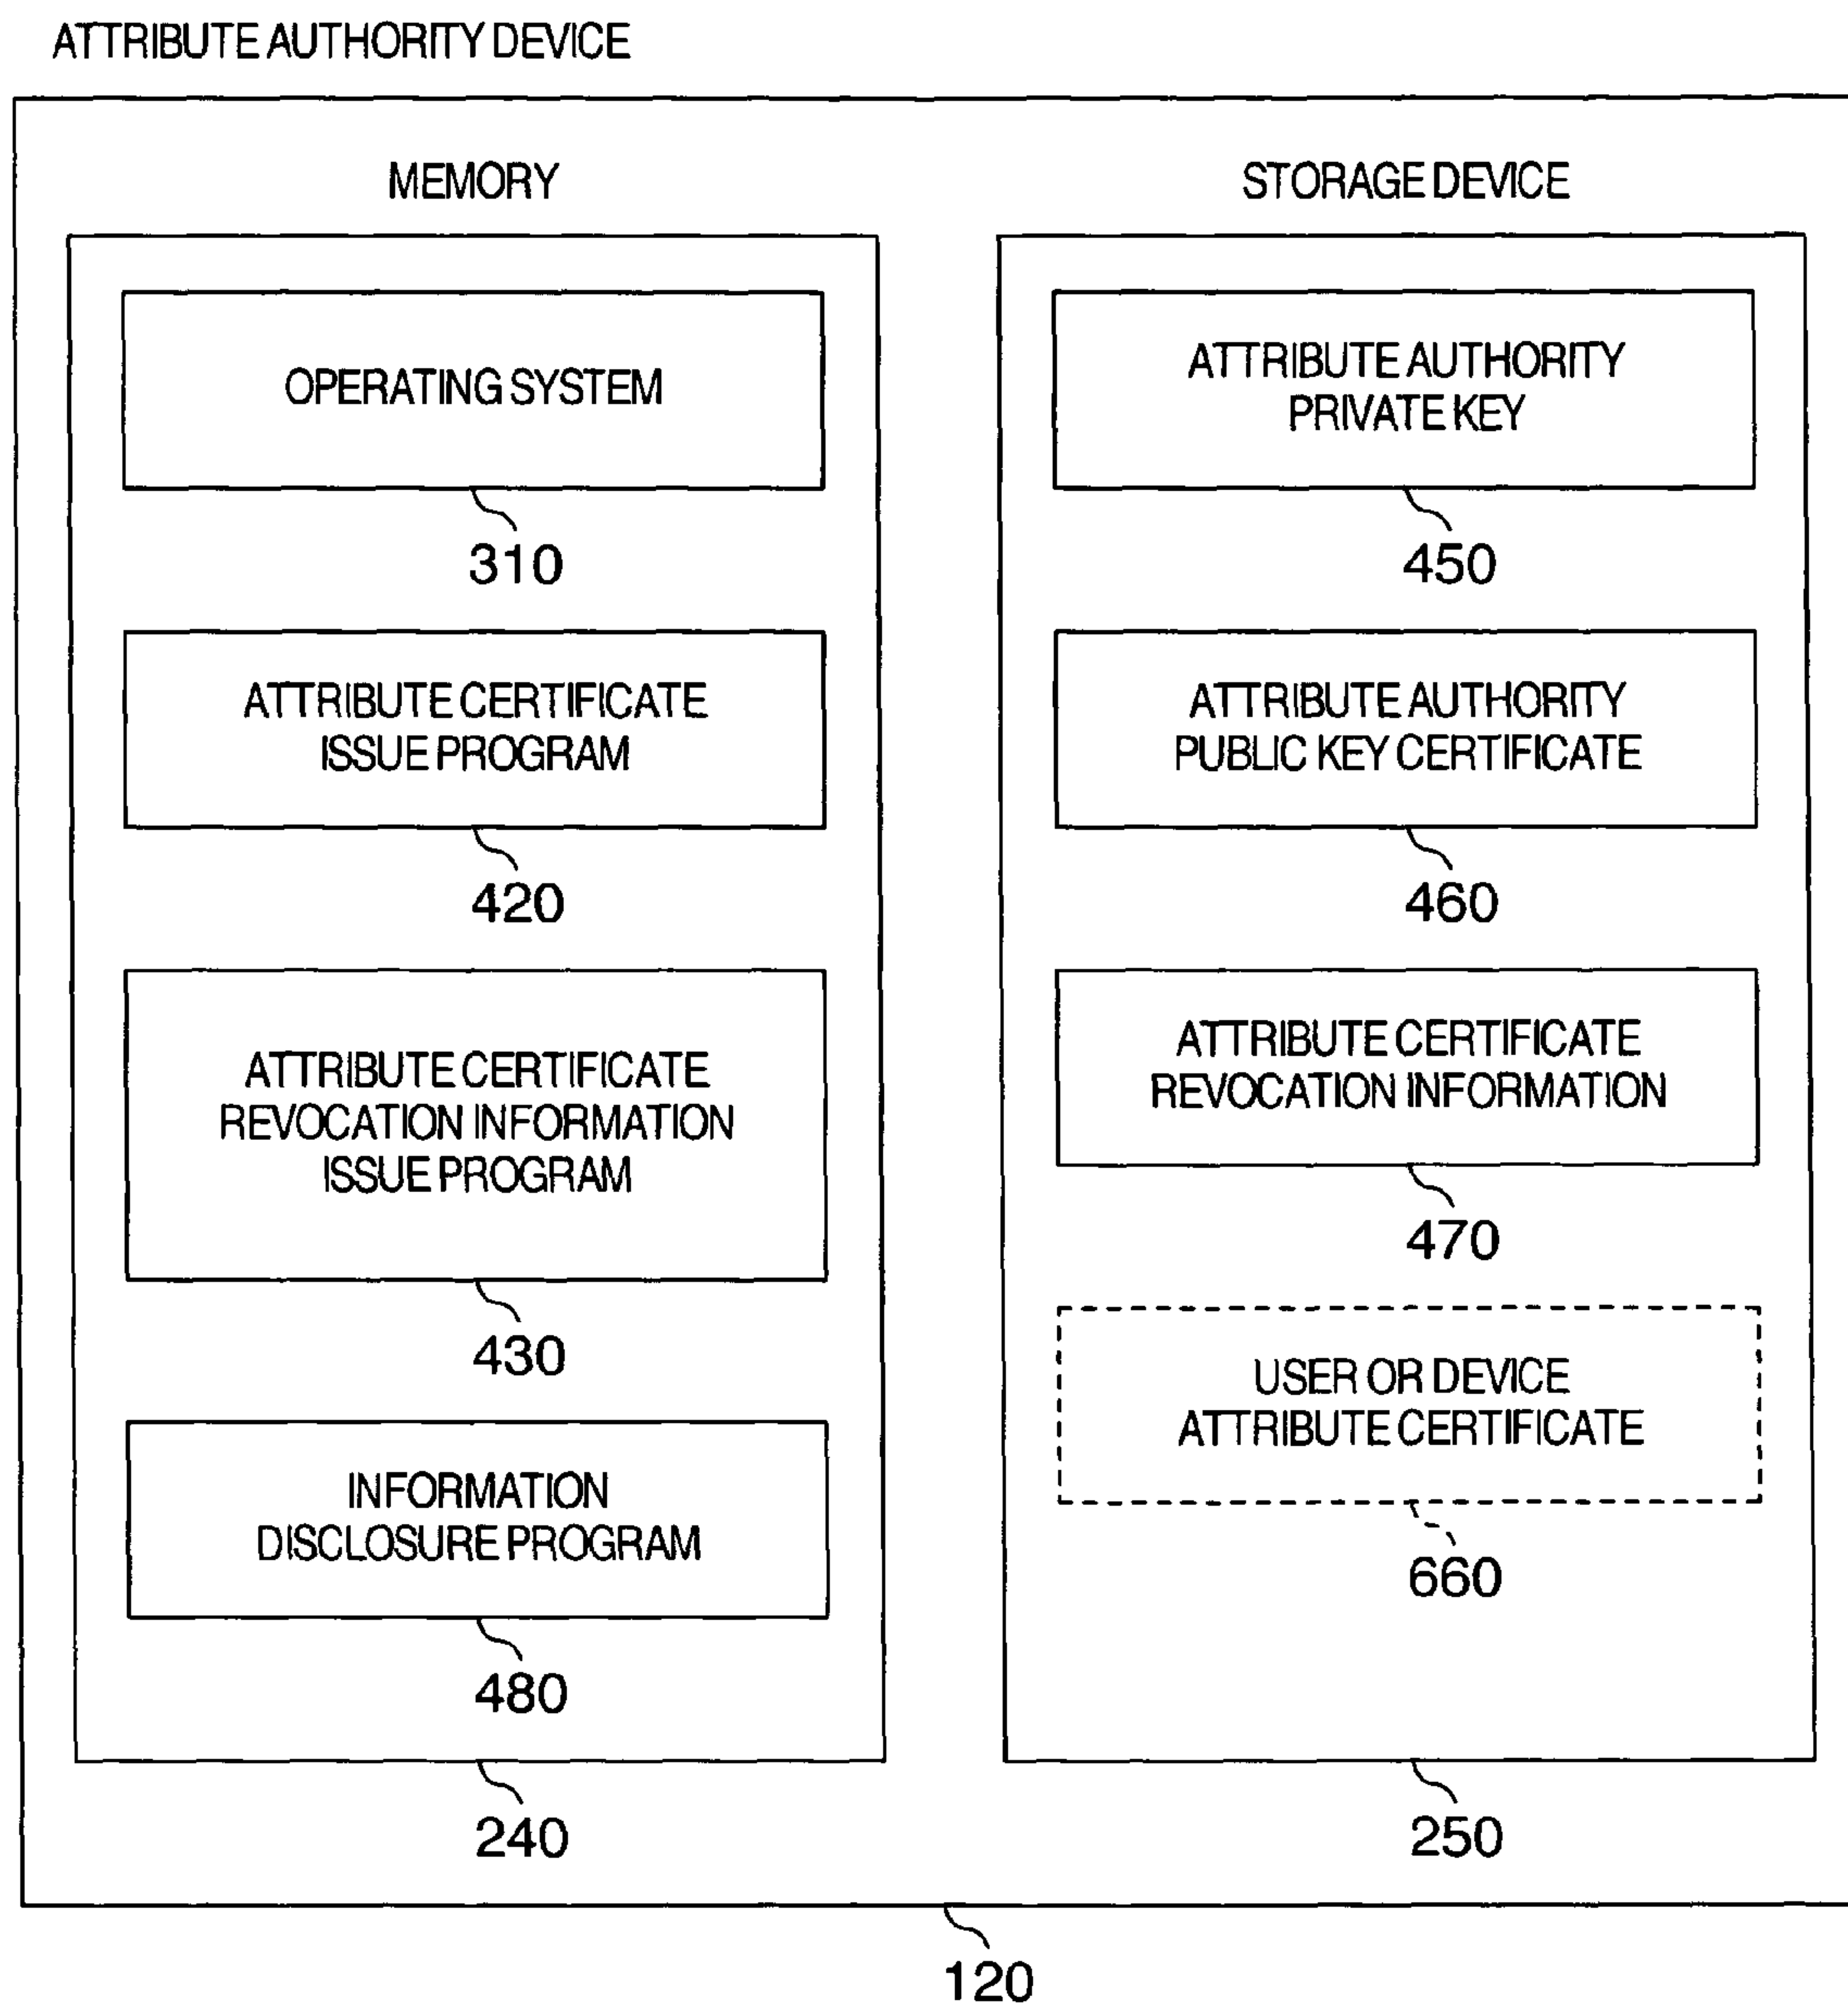 ATTRIBUTE AUTHORITY DEVICE
MEMORY
OPERATING SYSTEM
310
ATTRIBUTE CERTIFICATE
ISSUE PROGRAM
420
ATTRIBUTE CERTIFICATE
REVOCATION INFORMATION
ISSUE PROGRAM
430
INFORMATION
DISCLOSURE PROGRAM
480
240
STORAGE DEVICE
ATTRIBUTE AUTHORITY
PRIVATE KEY
450
ATTRIBUTE AUTHORITY
PUBLIC KEY CERTIFICATE
460
ATTRIBUTE CERTIFICATE
REVOCATION INFORMATION
470
USER OR DEVICE
ATTRIBUTE CERTIFICATE
660
250
120